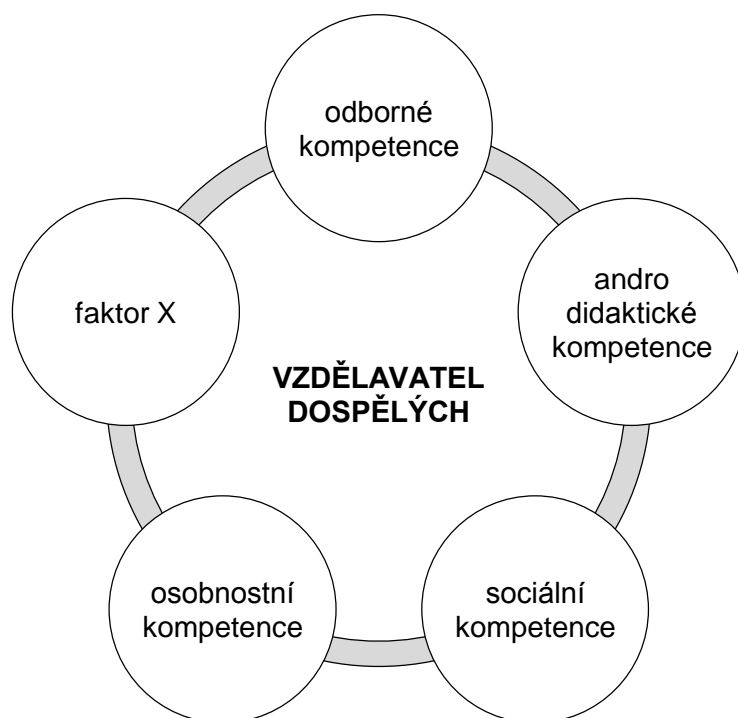 odborné
kompetence
andro
didaktické
kompetence
faktor X
VZDĚLAVATEL
DOSPĚLÝCH
osobnostní
kompetence
sociální
kompetence